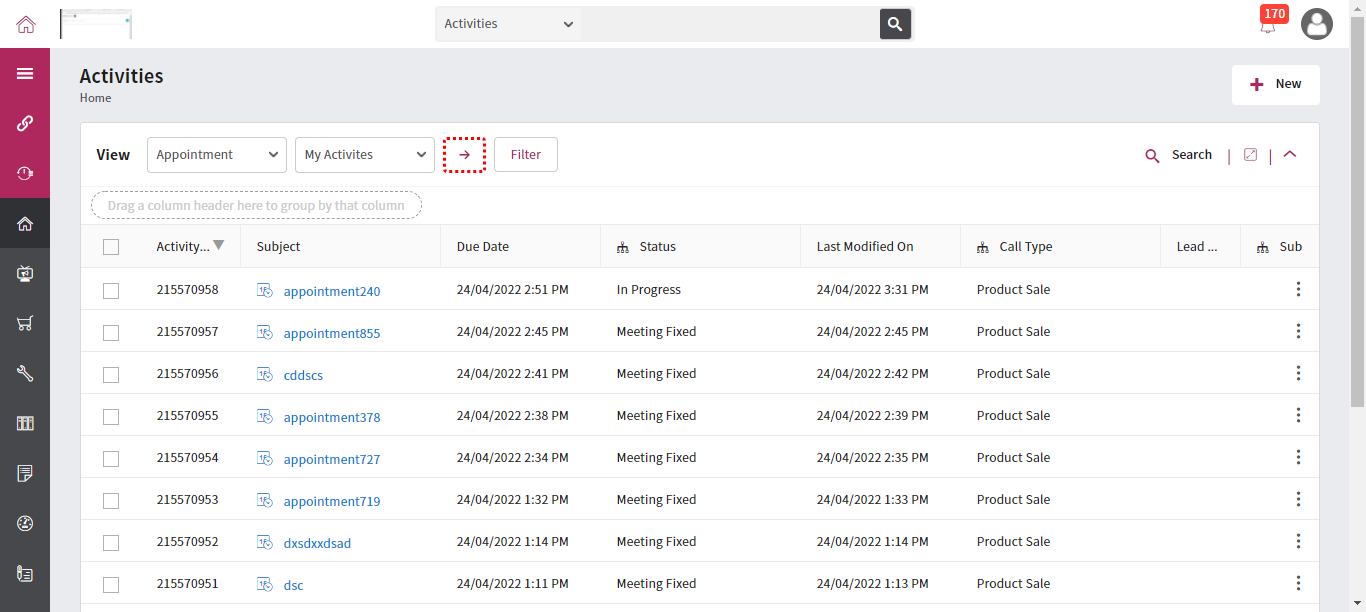 Activities
170
Activities
Home
New
View Appointment My Activites Filter Search
Drag a column header here to group by that column
Activity... Subject Due Date Status Last Modified On Call Type Lead ... Sub
215570958 appointment240 24/04/2022 2:51 PM In Progress 24/04/2022 3:31 PM Product Sale
215570957 appointment855 24/04/2022 2:45 PM Meeting Fixed 24/04/2022 2:45 PM Product Sale
215570956 cddscs 24/04/2022 2:41 PM Meeting Fixed 24/04/2022 2:42 PM Product Sale
215570955 appointment378 24/04/2022 2:38 PM Meeting Fixed 24/04/2022 2:39 PM Product Sale
215570954 appointment727 24/04/2022 2:34 PM Meeting Fixed 24/04/2022 2:35 PM Product Sale
215570953 appointment719 24/04/2022 1:32 PM Meeting Fixed 24/04/2022 1:33 PM Product Sale
215570952 dxsdxxdsad 24/04/2022 1:14 PM Meeting Fixed 24/04/2022 1:14 PM Product Sale
215570951 dsc 24/04/2022 1:11 PM Meeting Fixed 24/04/2022 1:13 PM Product Sale